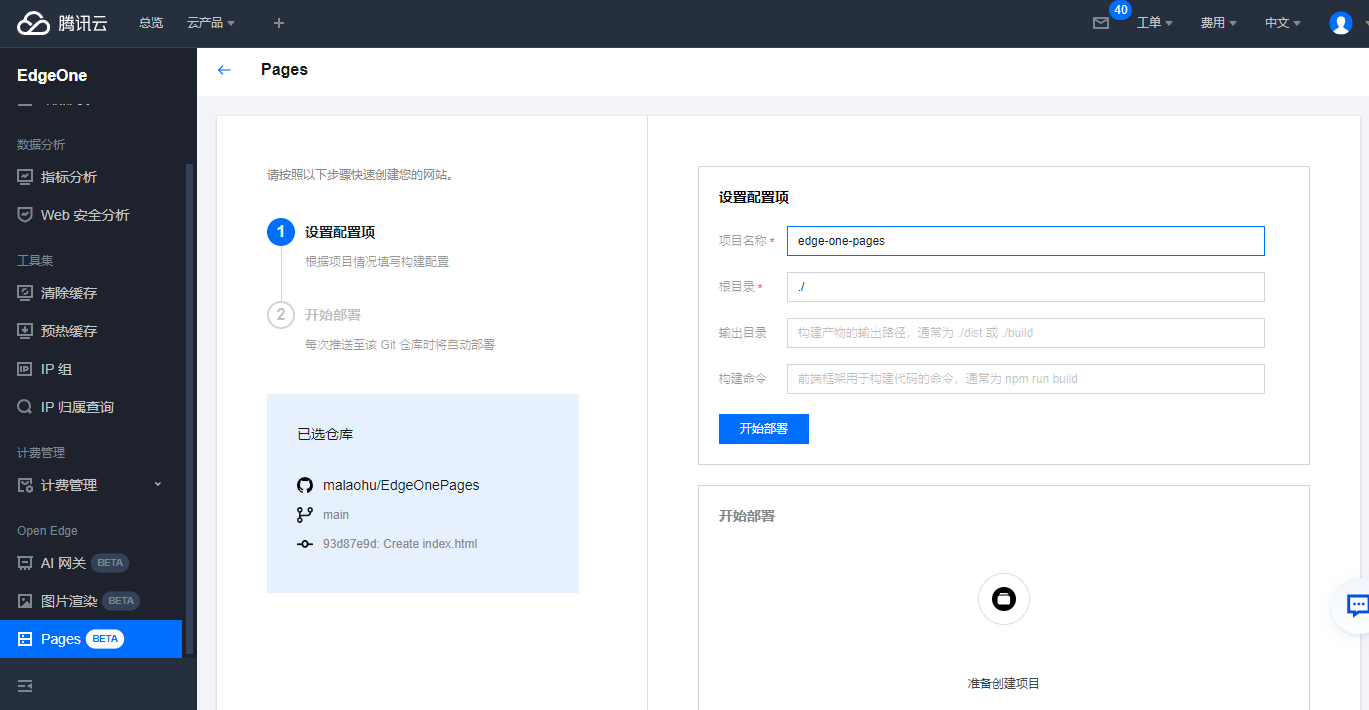 腾讯云
总览
云产品
40
工单
费用
中文
EdgeOne
Pages
数据分析
指标分析
Web 安全分析
工具集
清除缓存
预热缓存
IP 组
IP 归属查询
计费管理
计费管理
Open Edge
AI 网关 BETA
图片渲染 BETA
Pages BETA
请按照以下步骤快速创建您的网站。
1 设置配置项
根据项目情况填写构建配置
2 开始部署
每次推送至该 Git 仓库时将自动部署
已选仓库
malaohu/EdgeOnePages
main
93d87e9d: Create index.html
设置配置项
项目名称 * edge-one-pages
根目录 * ./
输出目录 构建产物的输出路径，通常为 ./dist 或 ./build
构建命令 前端框架用于构建代码的命令，通常为 npm run build
开始部署
开始部署
准备创建项目